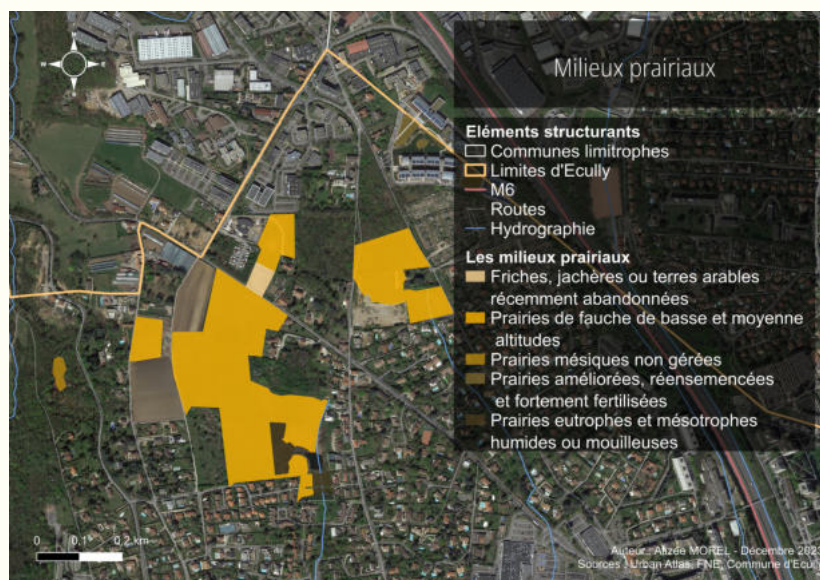 Milieux prairiaux
Eléments structurants
Communes limitrophes
Limites d'Ecully
M6
Routes
Hydrographie
Les milieux prairiaux
Friches, jachères ou terres arables
récemment abandonnées
Prairies de fauche de basse et moyenne
altitudes
Prairies mésiques non gérées
Prairies améliorées, réensemencées
et fortement fertilisées
Prairies eutrophes et mésotrophes
humides ou mouilleuses
0 0.1 0.2 km
Auteur : Alizée MOREL - Décembre 2023
Sources : Urban Atlas, FNE, Commune d'Ecully